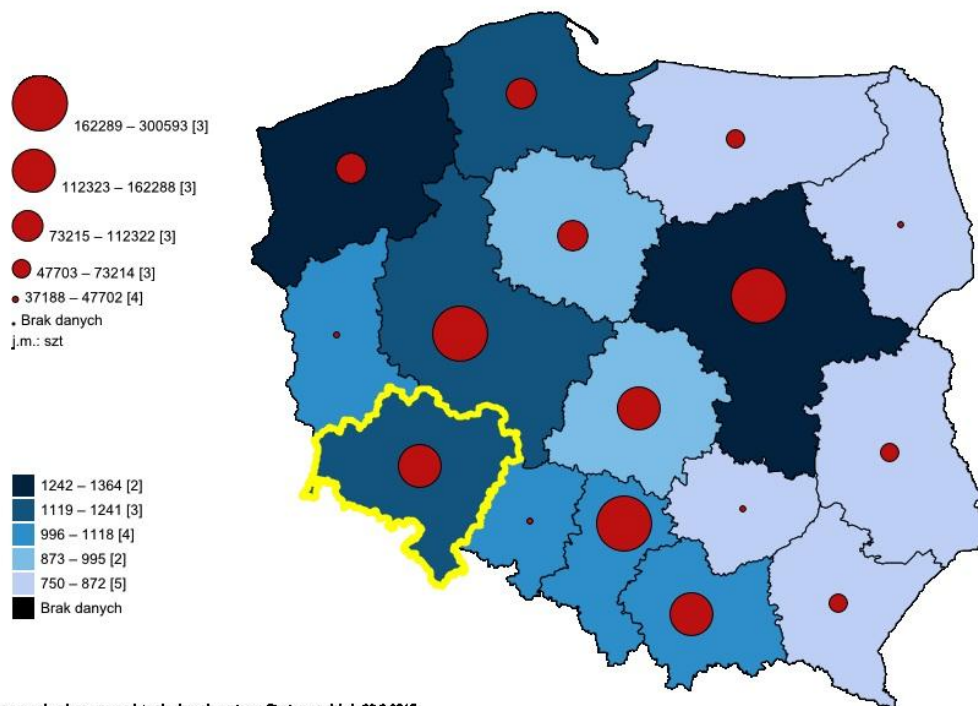 162289 – 300593 [3]
112323 – 162288 [3]
73215 – 112322 [3]
47703 – 73214 [3]
37188 – 47702 [4]
Brak danych
j.m.: szt
1242 – 1364 [2]
1119 – 1241 [3]
996 – 1118 [4]
873 – 995 [2]
750 – 872 [5]
Brak danych